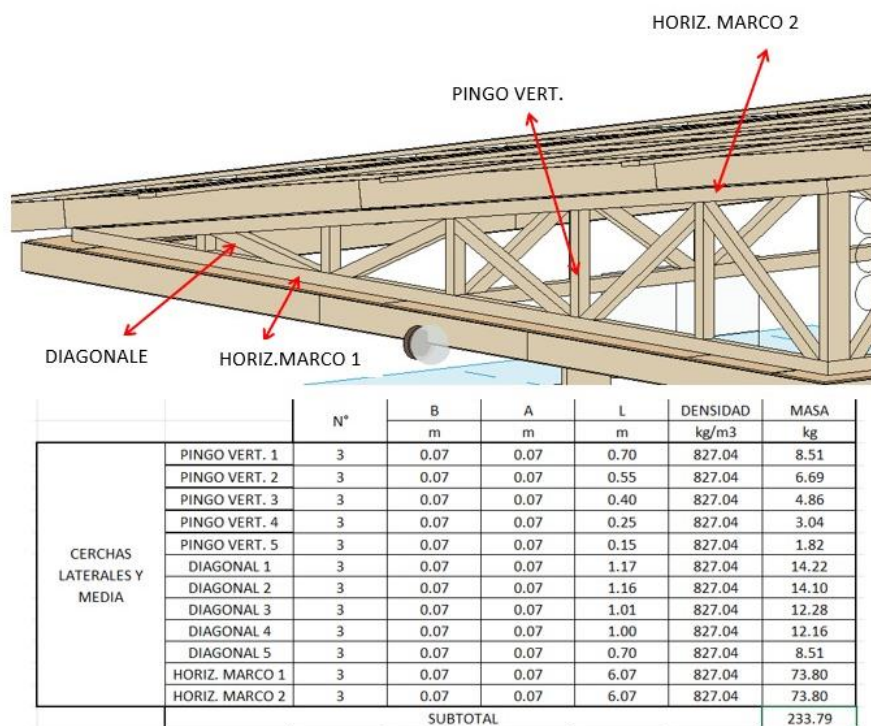 HORIZ. MARCO 2
PINGO VERT.
DIAGONALE
HORIZ.MARCO 1
N° B A L DENSIDAD MASA
m m m kg/m3 kg
CERCHAS LATERALES Y MEDIA
PINGO VERT. 1 3 0.07 0.07 0.70 827.04 8.51
PINGO VERT. 2 3 0.07 0.07 0.55 827.04 6.69
PINGO VERT. 3 3 0.07 0.07 0.40 827.04 4.86
PINGO VERT. 4 3 0.07 0.07 0.25 827.04 3.04
PINGO VERT. 5 3 0.07 0.07 0.15 827.04 1.82
DIAGONAL 1 3 0.07 0.07 1.17 827.04 14.22
DIAGONAL 2 3 0.07 0.07 1.16 827.04 14.10
DIAGONAL 3 3 0.07 0.07 1.01 827.04 12.28
DIAGONAL 4 3 0.07 0.07 1.00 827.04 12.16
DIAGONAL 5 3 0.07 0.07 0.70 827.04 8.51
HORIZ. MARCO 1 3 0.07 0.07 6.07 827.04 73.80
HORIZ. MARCO 2 3 0.07 0.07 6.07 827.04 73.80
SUBTOTAL 233.79